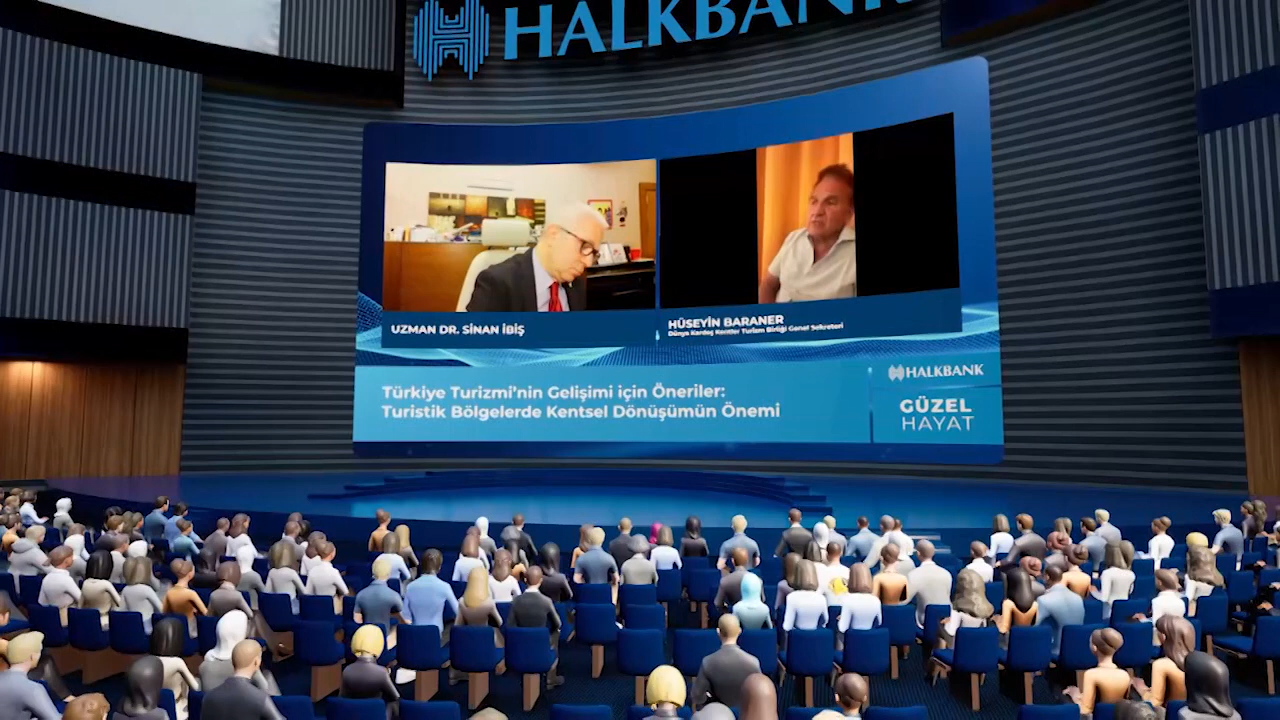 HALKBANK
UZMAN DR. SİNAN İBİŞ
HÜSEYİN BARANER
Dünya Kardeş Kentler Turizm Birliği Genel Sekreteri
Türkiye Turizmi'nin Gelişimi için Öneriler:
Turistik Bölgelerde Kentsel Dönüşümün Önemi
HALKBANK
GÜZEL
HAYAT